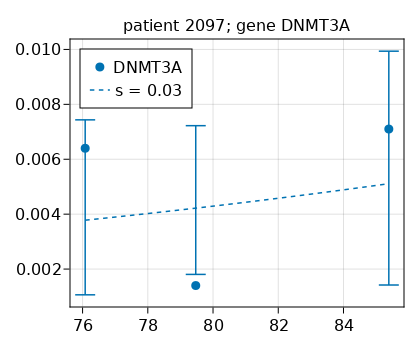 patient 2097; gene DNMT3A
0.010
0.008
0.006
0.004
0.002
DNMT3A
s = 0.03
76 78 80 82 84